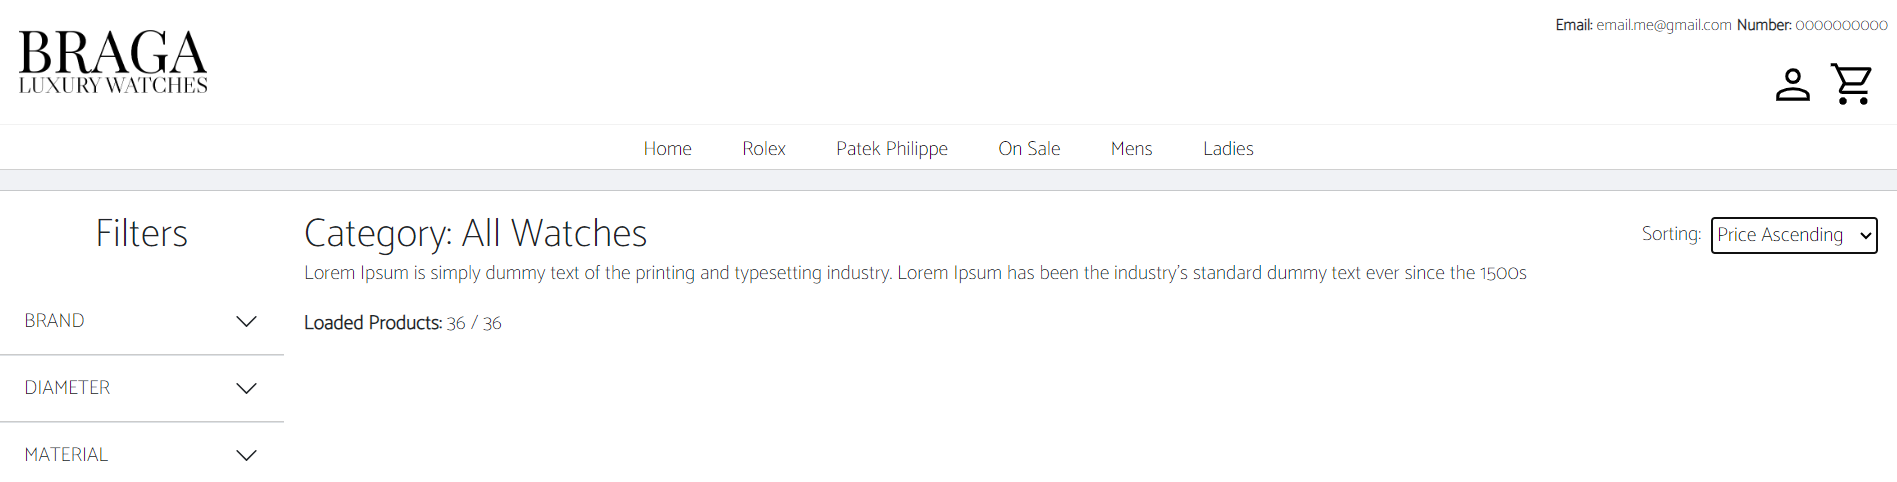 Email: email.me@gmail.com Number: 0000000000
BRAGA
LUXURY WATCHES
Home Rolex Patek Philippe On Sale Mens Ladies
Filters
BRAND
DIAMETER
MATERIAL
Category: All Watches
Sorting: Price Ascending
Lorem Ipsum is simply dummy text of the printing and typesetting industry. Lorem Ipsum has been the industry's standard dummy text ever since the 1500s
Loaded Products: 36 / 36